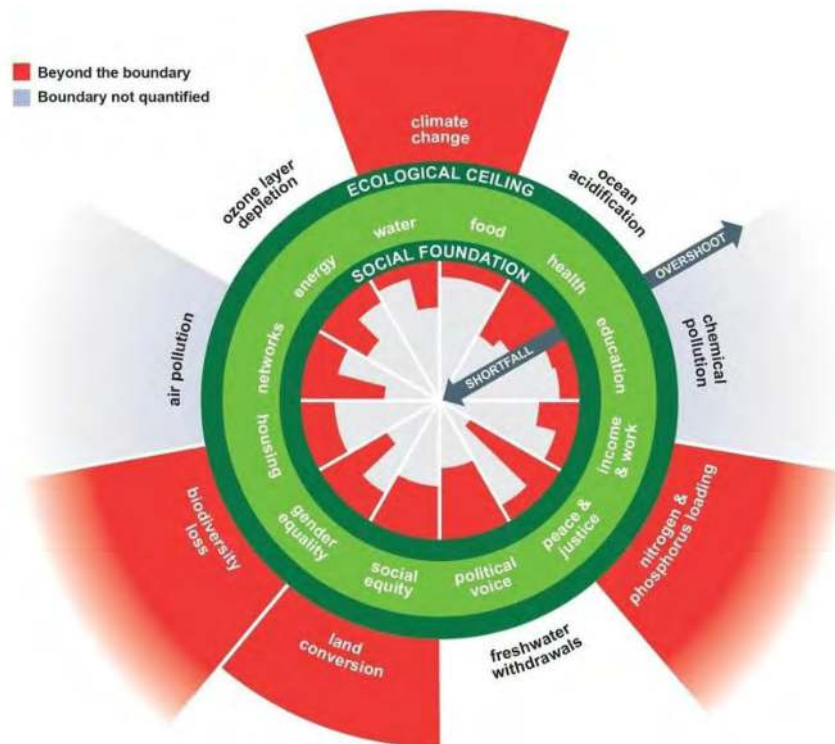 Beyond the boundary
Boundary not quantified
climate
change
ozone layer
depletion
ocean
acidification
ECOLOGICAL CEILING
OVERSHOOT
water
food
energy
health
SOCIAL FOUNDATION
SHORTFALL
networks
education
air pollution
chemical
pollution
housing
income
& work
gender
equality
peace &
justice
social
equity
political
voice
biodiversity
loss
nitrogen &
phosphorus loading
land
conversion
freshwater
withdrawals